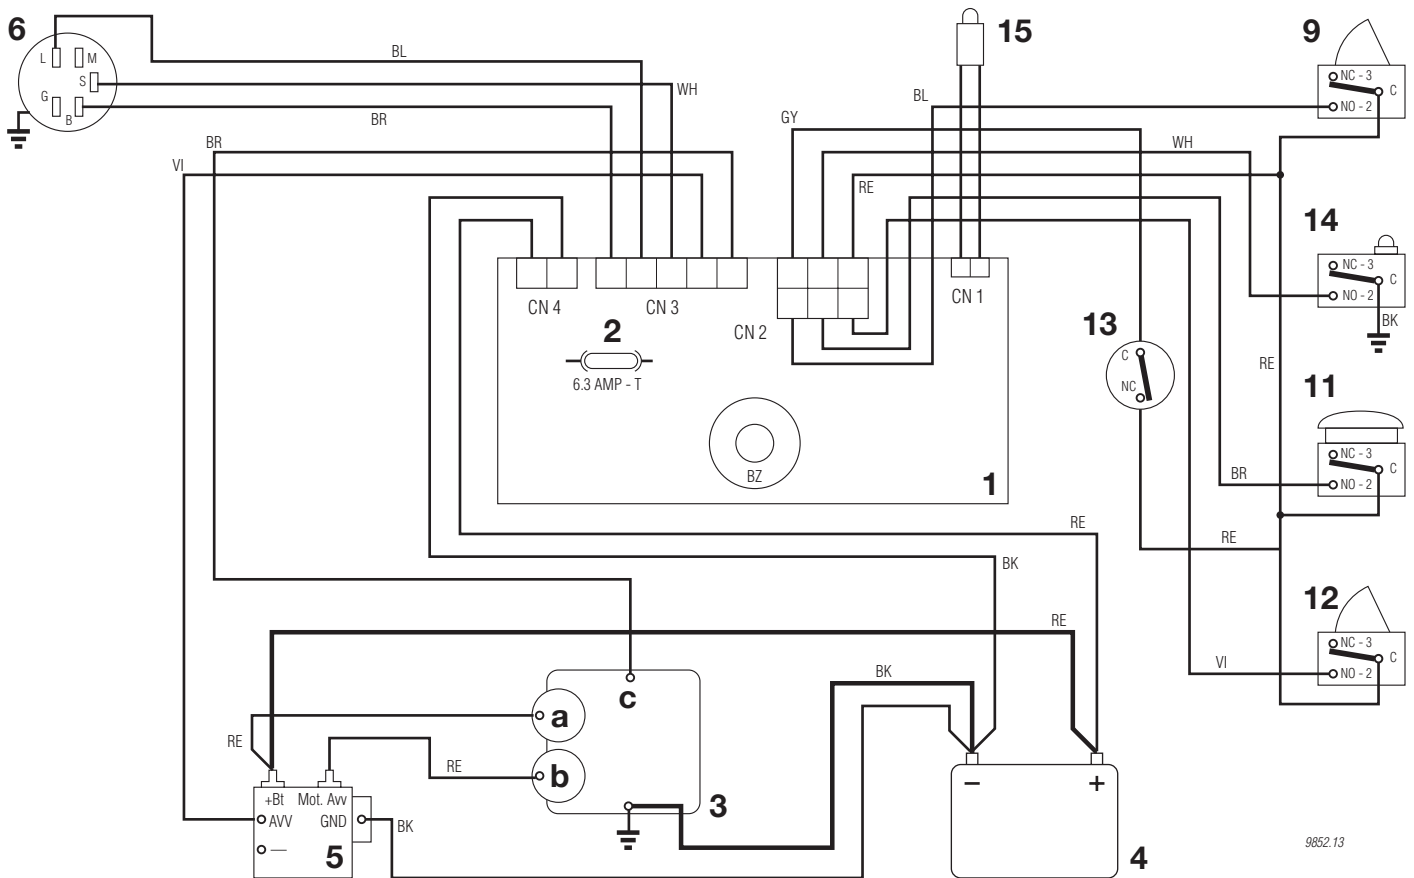 6
15
9
L
M
S
G
B
BL
WH
BR
BR
VI
GY
BL
WH
RE
NC - 3
C
NO - 2
14
NC - 3
C
NO - 2
BK
CN 4
CN 3
CN 2
CN 1
2
6.3 AMP - T
BZ
1
13
C
NC
RE
11
NC - 3
C
NO - 2
BR
RE
RE
BK
12
NC - 3
C
NO - 2
VI
RE
BK
c
a
b
3
RE
RE
+Bt
Mot. Avv
AVV
GND
BK
—
5
−
+
4
9852.13